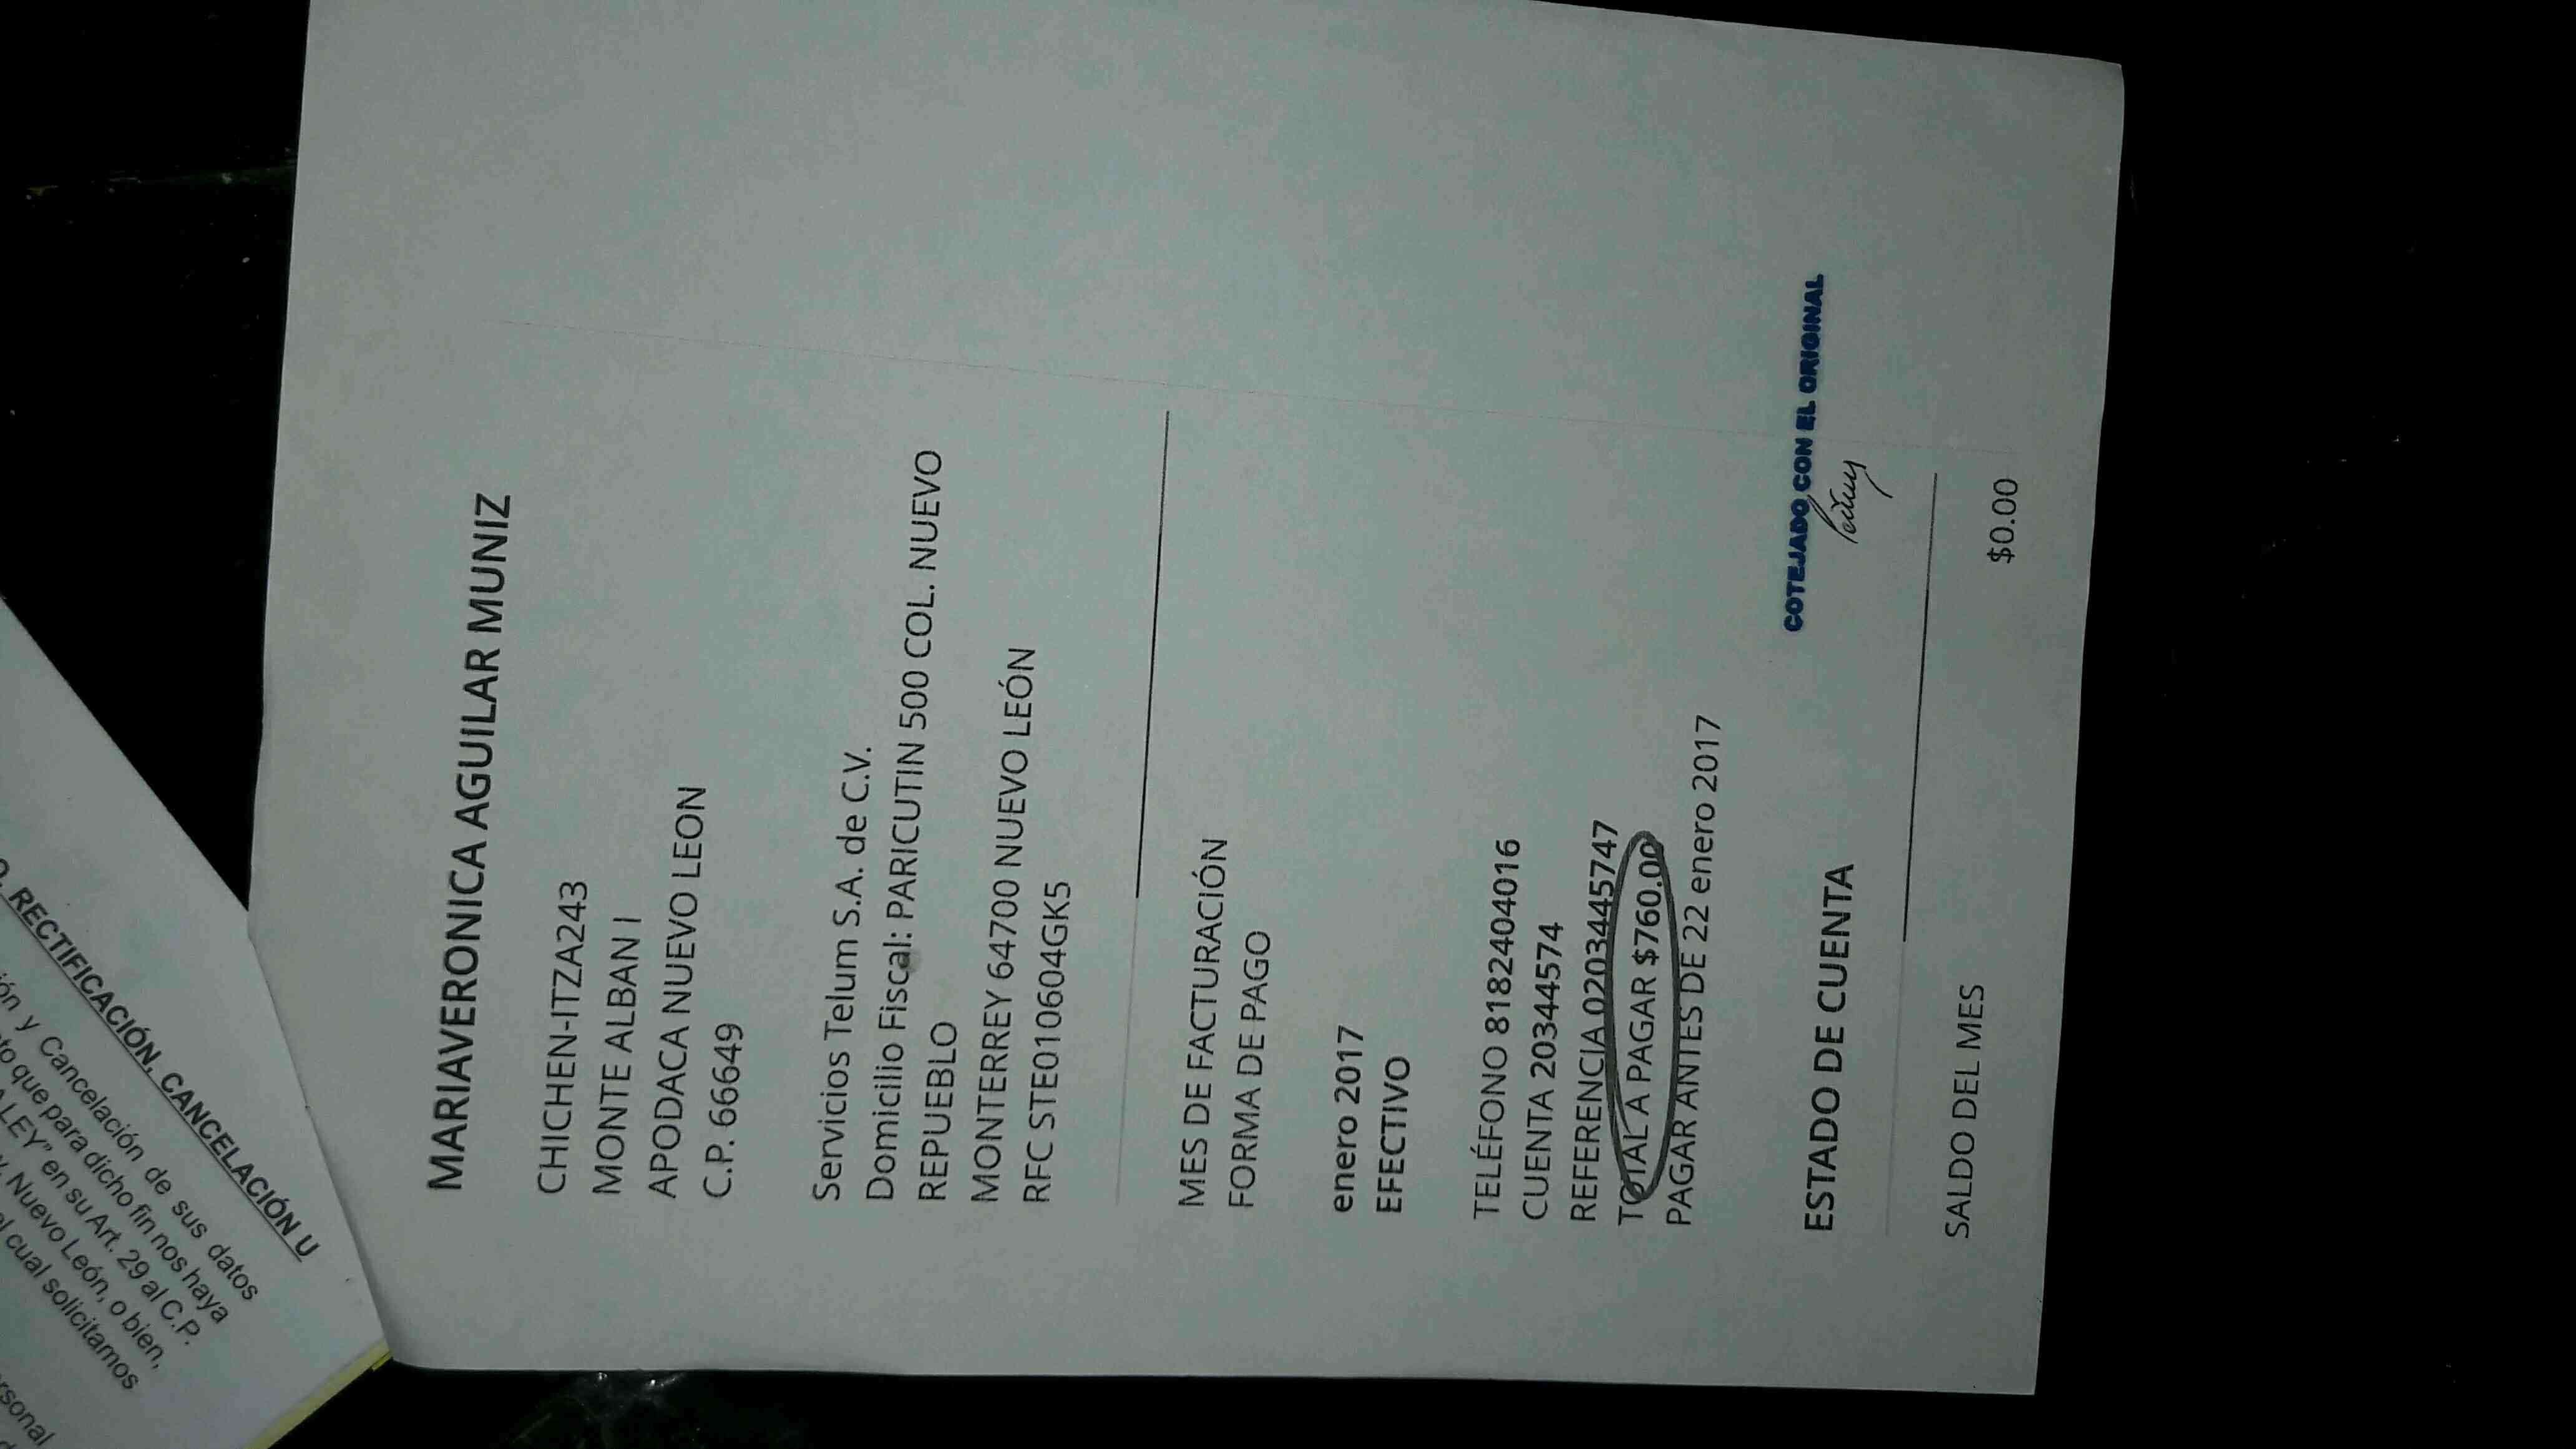 MARIAVERONICA AGUILAR MUNIZ
CHICHEN-ITZA243
MONTE ALBAN I
APODACA NUEVO LEON
C.P. 66649
Servicios Telum S.A. de C.V.
Domicilio Fiscal: PARICUTIN 500 COL. NUEVO
REPUEBLO
MONTERREY 64700 NUEVO LEÓN
RFC STE010604GK5
MES DE FACTURACIÓN
FORMA DE PAGO
enero 2017
EFECTIVO
TELÉFONO 8182404016
CUENTA 20344574
REFERENCIA 0203445747
TOTAL A PAGAR $760.00
PAGAR ANTES DE 22 enero 2017
COTEJADO CON EL ORIGINAL
ESTADO DE CUENTA
SALDO DEL MES $0.00
RECTIFICACIÓN, CANCELACIÓN U
ón y Cancelación de sus datos
to que para dicho fin nos haya
LEY" en su Art. 29 al C.P.
Nuevo León, o bien,
el cual solicitamos
rsonal